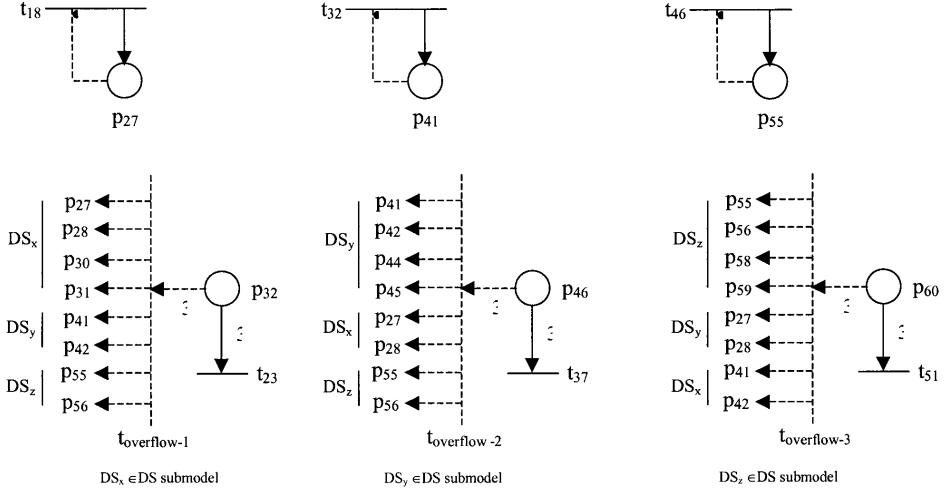 t18 t32 t46
p27 p41 p55
p27 p41 p55
DSx p28 DSy p42 DSz p56
p30 p44 p58
p31 p32 p45 p46 p59 p60
DSy p41 DSx p27 DSy p27
p42 p28 p28
DSz p55 t23 DSz p55 t37 DSx p41 t51
p56 p56 p42
toverflow-1 toverflow-2 toverflow-3
DSx ∈DS submodel DSy ∈DS submodel DSz ∈DS submodel